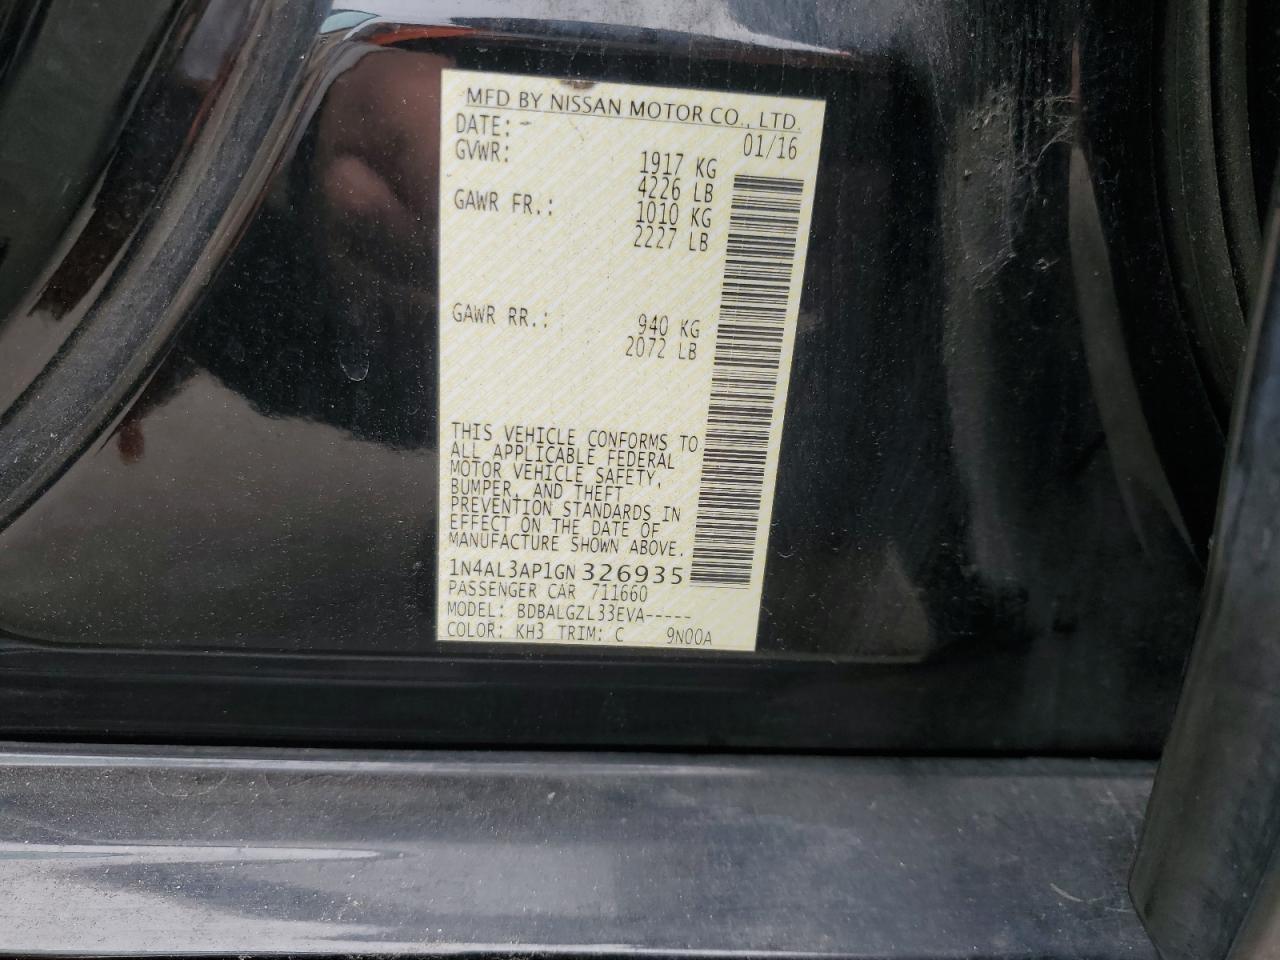 MFD BY NISSAN MOTOR CO., LTD.
DATE: 01/16
GVWR: 1917 KG
4226 LB
GAWR FR.: 1010 KG
2227 LB
GAWR RR.: 940 KG
2072 LB
THIS VEHICLE CONFORMS TO
ALL APPLICABLE FEDERAL
MOTOR VEHICLE SAFETY,
BUMPER, AND THEFT
PREVENTION STANDARDS IN
EFFECT ON THE DATE OF
MANUFACTURE SHOWN ABOVE.
1N4AL3AP1GN326935
PASSENGER CAR 711660
MODEL: BDBALGZL33EVA-----
COLOR: KH3 TRIM: C 9N00A